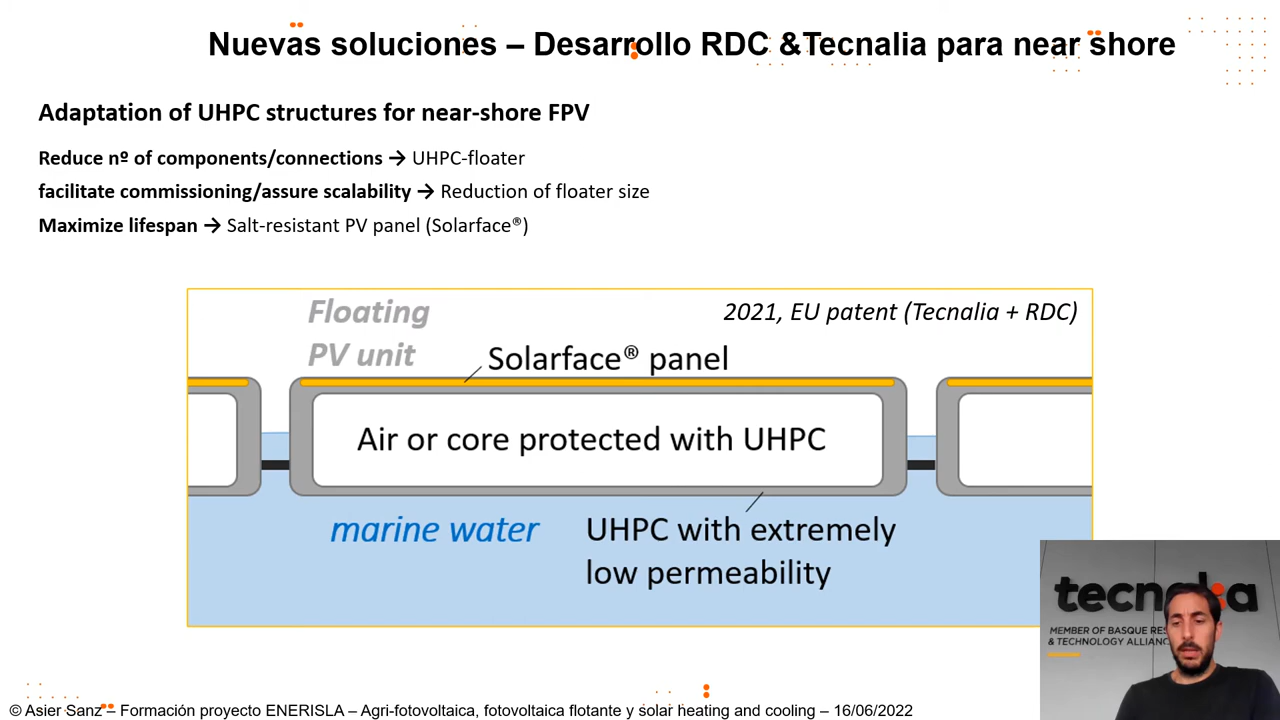 Nuevas soluciones – Desarrollo RDC &Tecnalia para near shore
Adaptation of UHPC structures for near-shore FPV
Reduce nº of components/connections → UHPC-floater
facilitate commissioning/assure scalability → Reduction of floater size
Maximize lifespan → Salt-resistant PV panel (Solarface®)
Floating
PV unit
2021, EU patent (Tecnalia + RDC)
Solarface® panel
Air or core protected with UHPC
marine water
UHPC with extremely
low permeability
MEMBER OF BASQUE
& TECHNOLOGY ALLIANC
© Asier Sanz – Formación proyecto ENERISLA – Agri-fotovoltaica, fotovoltaica flotante y solar heating and cooling – 16/06/2022